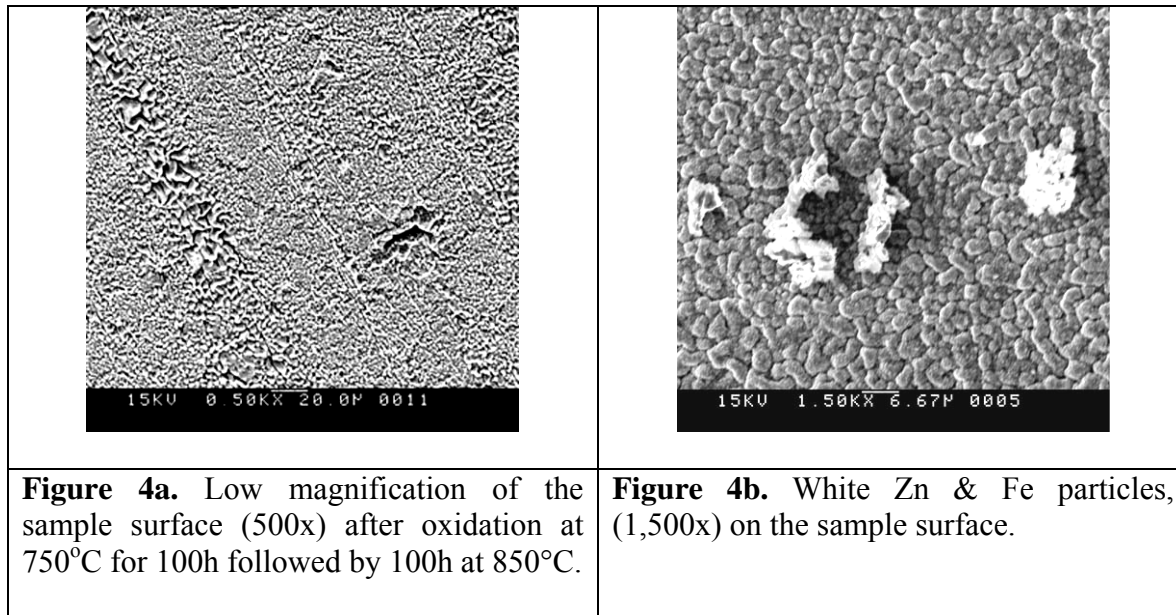 15KV 0.50KX 20.0µ 0011
15KV 1.50KX 6.67µ 0005
Figure 4a. Low magnification of the
sample surface (500x) after oxidation at
750°C for 100h followed by 100h at 850°C.
Figure 4b. White Zn & Fe particles,
(1,500x) on the sample surface.